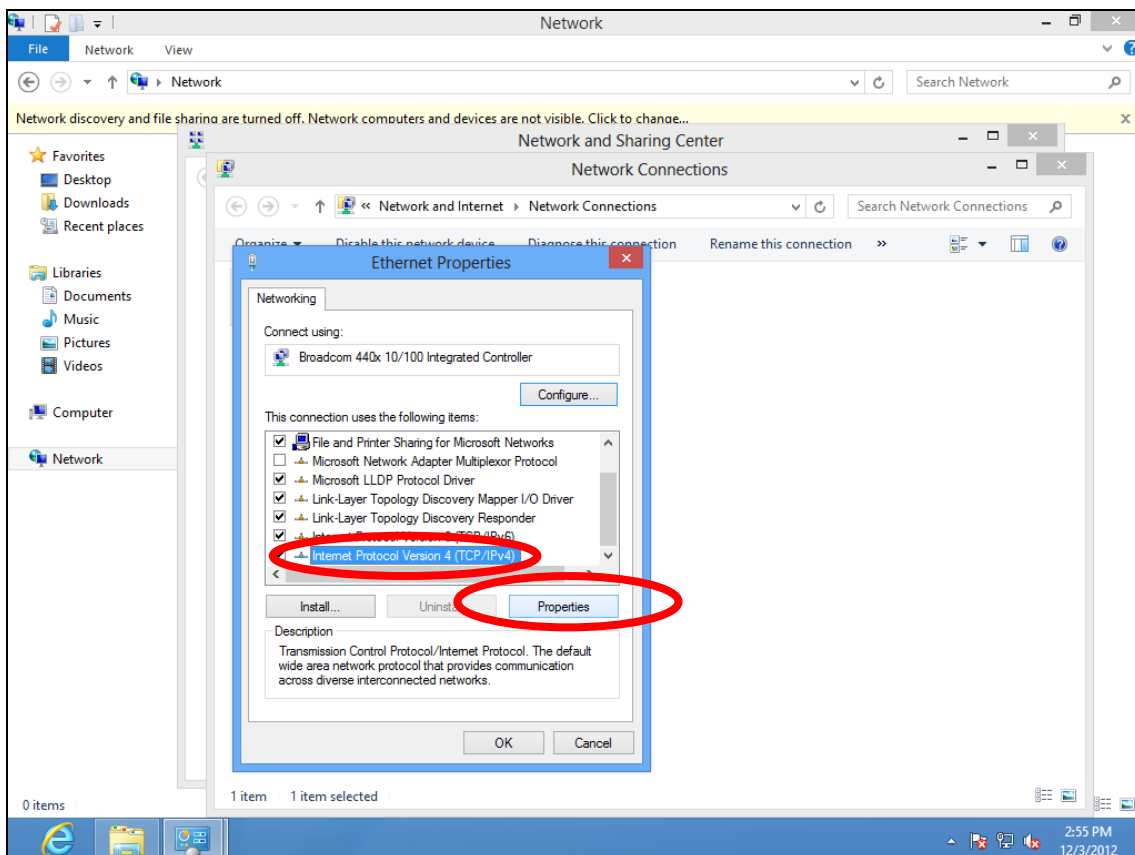 Network
File Network View
Network
Search Network
Network discovery and file sharing are turned off. Network computers and devices are not visible. Click to change...
Favorites
Desktop
Downloads
Recent places
Libraries
Documents
Music
Pictures
Videos
Computer
Network
0 items
Network and Sharing Center
Network Connections
« Network and Internet Network Connections
Search Network Connections
Organize Disable this network device Diagnose this connection Rename this connection »
Ethernet Properties
Networking
Connect using:
Broadcom 440x 10/100 Integrated Controller
Configure...
This connection uses the following items:
File and Printer Sharing for Microsoft Networks
Microsoft Network Adapter Multiplexor Protocol
Microsoft LLDP Protocol Driver
Link-Layer Topology Discovery Mapper I/O Driver
Link-Layer Topology Discovery Responder
Internet Protocol Version 6 (TCP/IPv6)
Internet Protocol Version 4 (TCP/IPv4)
Install... Properties
Description
Transmission Control Protocol/Internet Protocol. The default
wide area network protocol that provides communication
across diverse interconnected networks.
OK Cancel
1 item 1 item selected
2:55 PM
12/3/2012